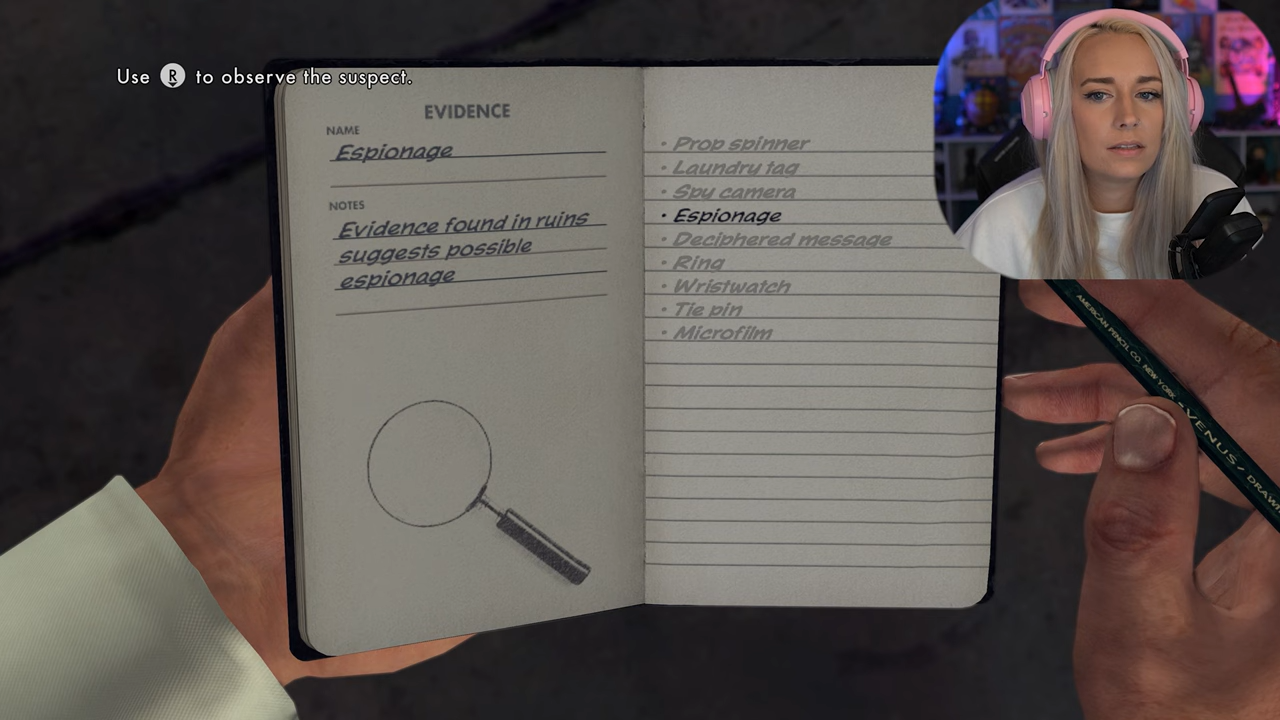 Use R to observe the suspect.
EVIDENCE
NAME
Espionage
NOTES
Evidence found in ruins
suggests possible
espionage
• Prop spinner
• Laundry tag
• Spy camera
• Espionage
• Deciphered message
• Ring
• Wristwatch
• Tie pin
• Microfilm
AMERICAN PENCIL CO. NEW YORK
VENUS
DRAW